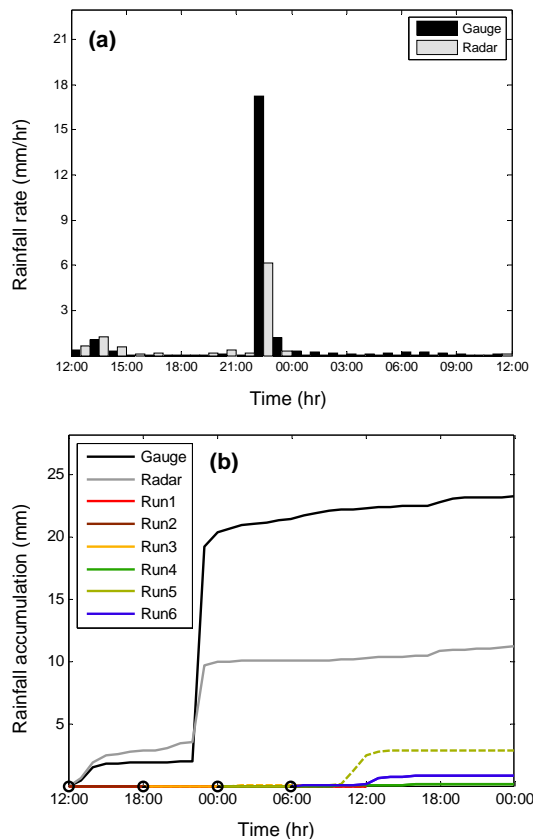 (a)
Gauge
Radar
Rainfall rate (mm/hr)
21
18
15
12
9
6
3
12:00 15:00 18:00 21:00 00:00 03:00 06:00 09:00 12:00
Time (hr)
(b)
Gauge
Radar
Run1
Run2
Run3
Run4
Run5
Run6
Rainfall accumulation (mm)
25
20
15
10
5
12:00 18:00 00:00 06:00 12:00 18:00 00:00
Time (hr)